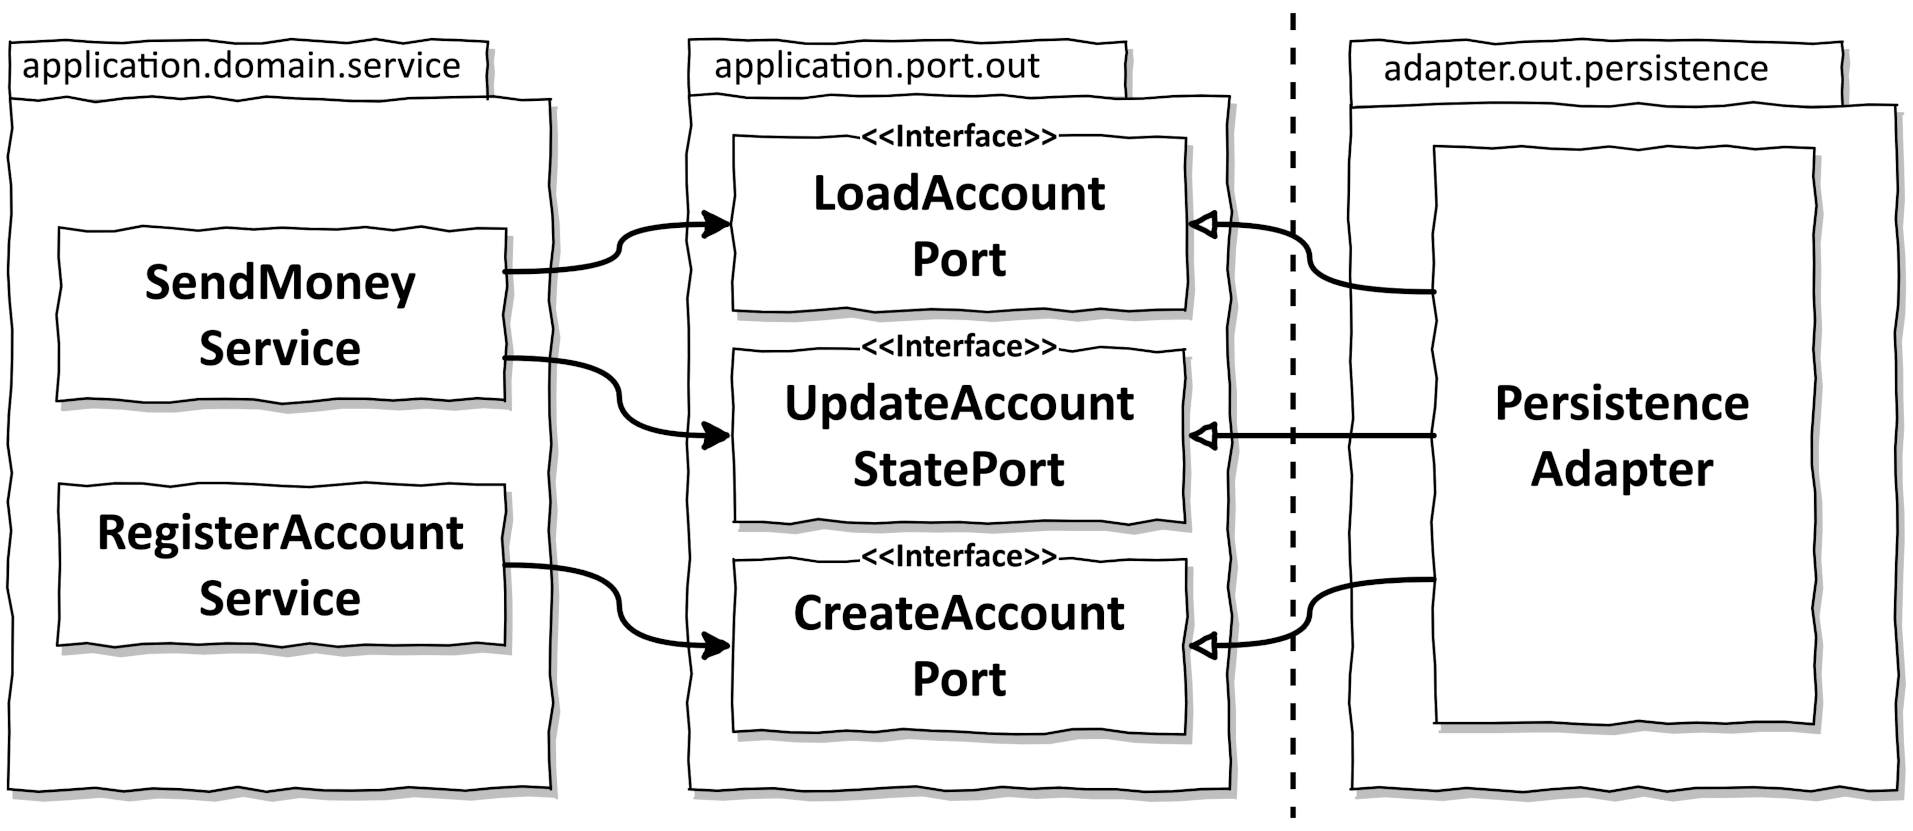 application.domain.service
SendMoney
Service
RegisterAccount
Service
application.port.out
<<Interface>>
LoadAccount
Port
<<Interface>>
UpdateAccount
StatePort
<<Interface>>
CreateAccount
Port
adapter.out.persistence
Persistence
Adapter